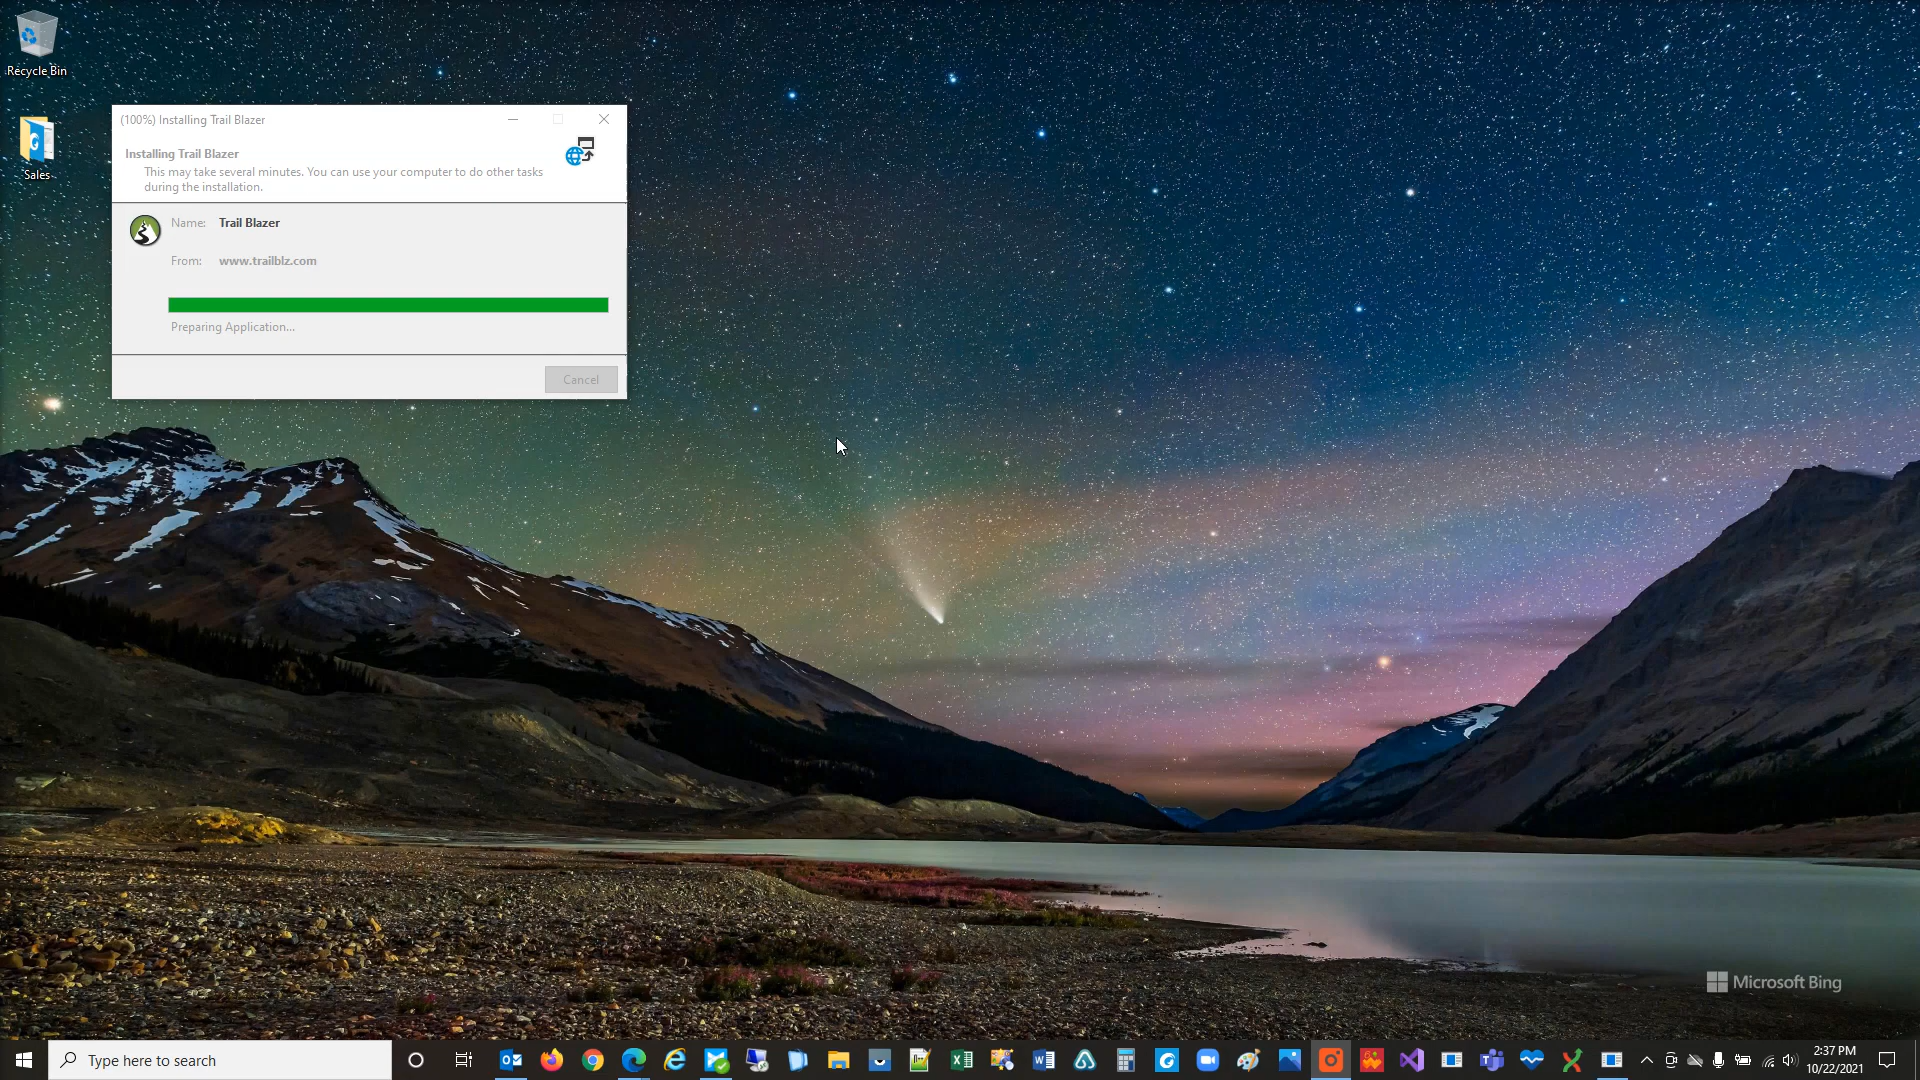 Recycle Bin
Sales
(100%) Installing Trail Blazer
Installing Trail Blazer
This may take several minutes. You can use your computer to do other tasks
during the installation.
Name: Trail Blazer
From: www.trailblz.com
Preparing Application...
Cancel
Microsoft Bing
Type here to search
2:37 PM
10/22/2021